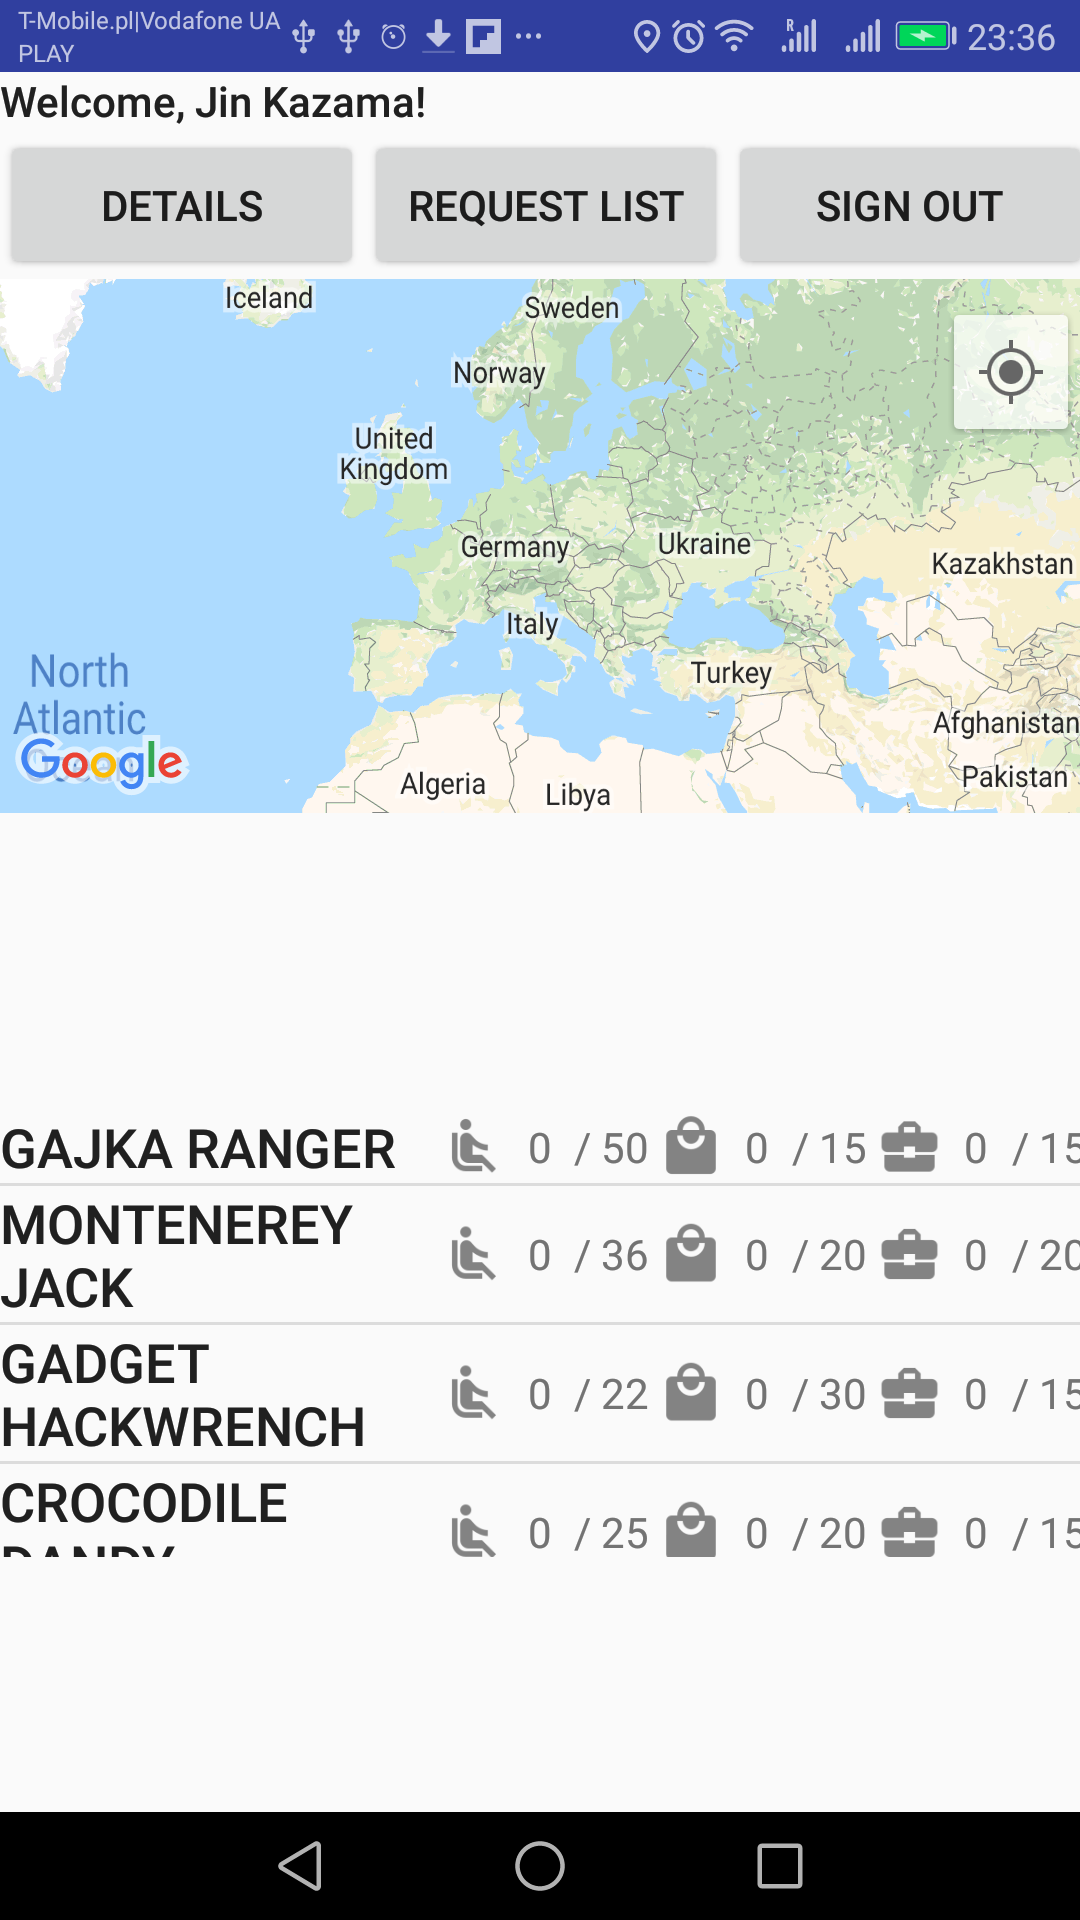 T-Mobile.pl|Vodafone UA
PLAY
R
23:36
Welcome, Jin Kazama!
DETAILS
REQUEST LIST
SIGN OUT
Iceland
Sweden
Norway
United
Kingdom
Germany
Ukraine
Kazakhstan
Italy
Turkey
North
Atlantic
Afghanistan
Google
Pakistan
Algeria
Libya
GAJKA RANGER 0 / 50 0 / 15 0 / 15
MONTENEREY
JACK
0 / 36 0 / 20 0 / 20
GADGET
HACKWRENCH
0 / 22 0 / 30 0 / 15
CROCODILE
DANDY
0 / 25 0 / 20 0 / 15